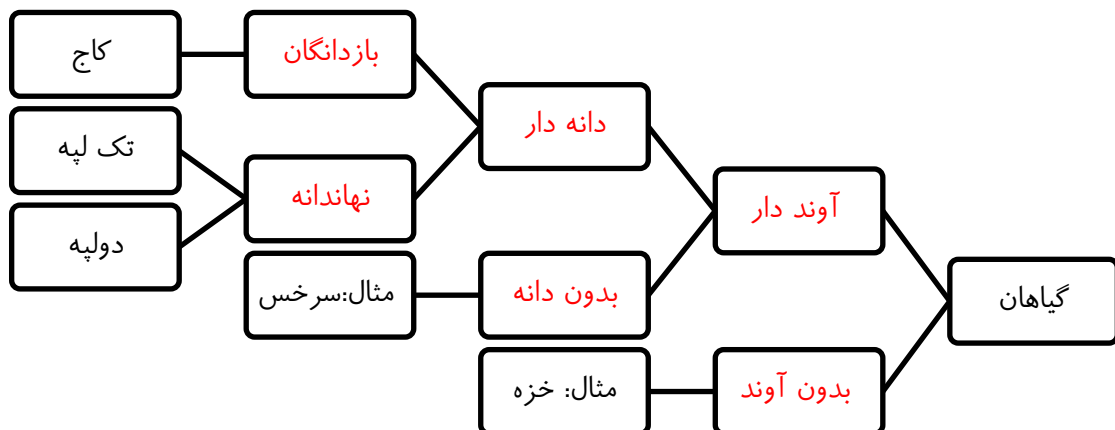 گیاهان
آوند دار
بدون آوند
دانه دار
بدون دانه
مثال: خزه
بازدانگان
نهاندانه
مثال:سرخس
کاج
تک لپه
دولپه